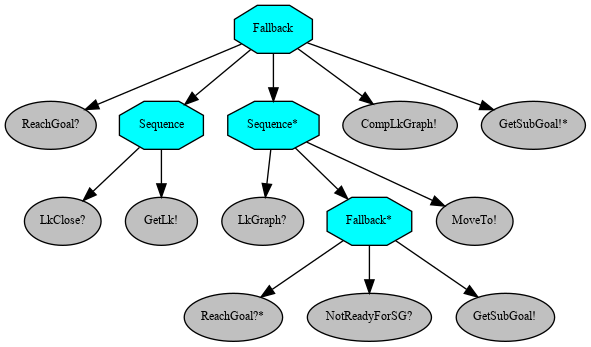 Fallback
ReachGoal?
Sequence
Sequence*
CompLkGraph!
GetSubGoal!*
LkClose?
GetLk!
LkGraph?
Fallback*
MoveTo!
ReachGoal?*
NotReadyForSG?
GetSubGoal!